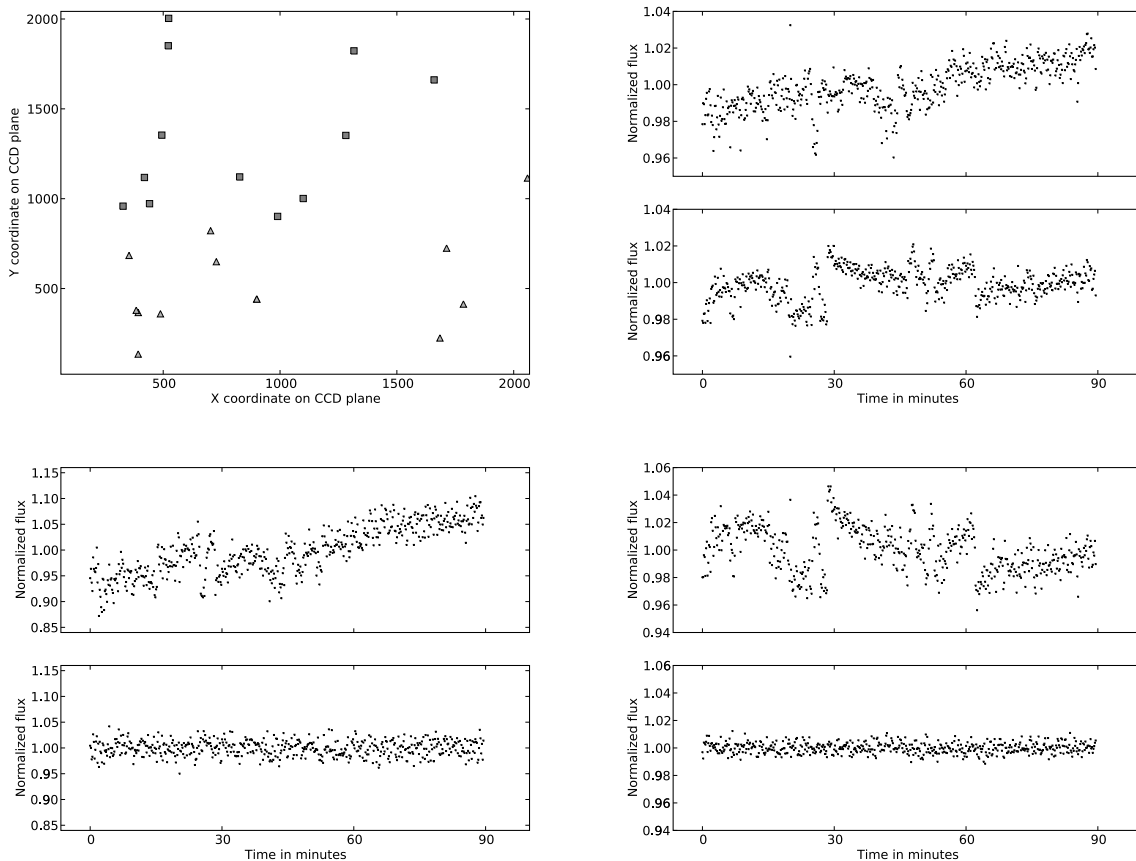 2000
1500
1000
500
Y coordinate on CCD plane
500 1000 1500 2000
X coordinate on CCD plane
1.04
1.02
1.00
0.98
0.96
Normalized flux
1.04
1.02
1.00
0.98
0.96
Normalized flux
0 30 60 90
Time in minutes
1.15
1.10
1.05
1.00
0.95
0.90
0.85
Normalized flux
1.15
1.10
1.05
1.00
0.95
0.90
0.85
Normalized flux
0 30 60 90
Time in minutes
1.06
1.04
1.02
1.00
0.98
0.96
0.94
Normalized flux
1.06
1.04
1.02
1.00
0.98
0.96
0.94
Normalized flux
0 30 60 90
Time in minutes